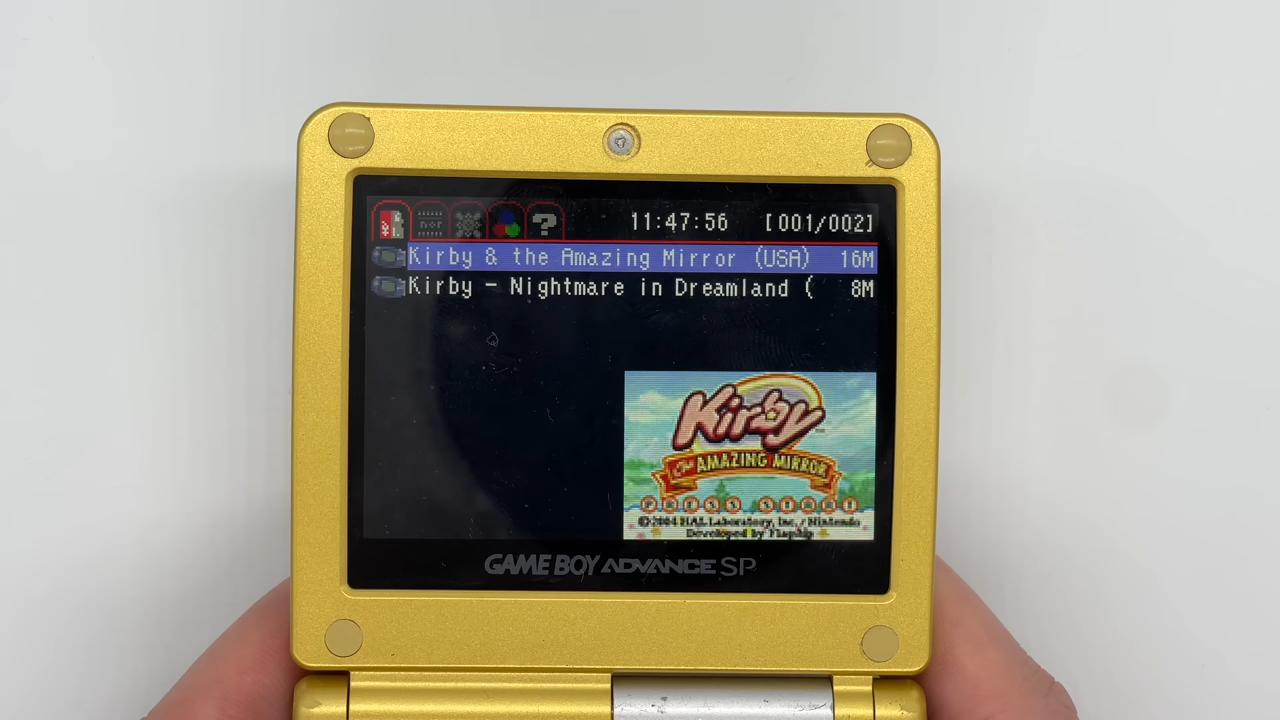 nor ? 11:47:56 [001/002]
Kirby & the Amazing Mirror (USA) 16M
Kirby - Nightmare in Dreamland ( 8M
Kirby
The AMAZING MIRROR
PRESS START
©2004 HAL Laboratory, Inc. / Nintendo
Developed by Flagship
GAME BOY ADVANCE SP